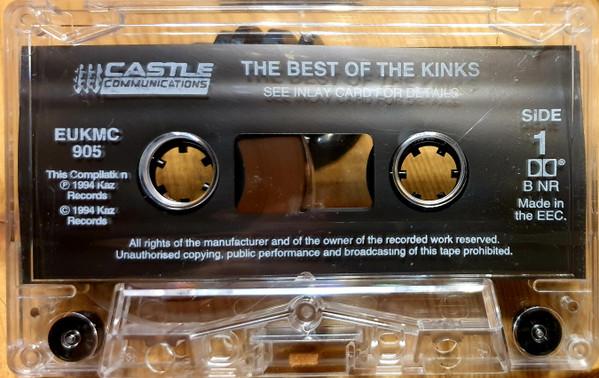 CASTLE
COMMUNICATIONS
THE BEST OF THE KINKS
SEE INLAY CARD FOR DETAILS
EUKMC
905
This Compilation
℗ 1994 Kaz
Records
© 1994 Kaz
Records
SIDE
1
B NR
Made in
the EEC.
All rights of the manufacturer and of the owner of the recorded work reserved.
Unauthorised copying, public performance and broadcasting of this tape prohibited.